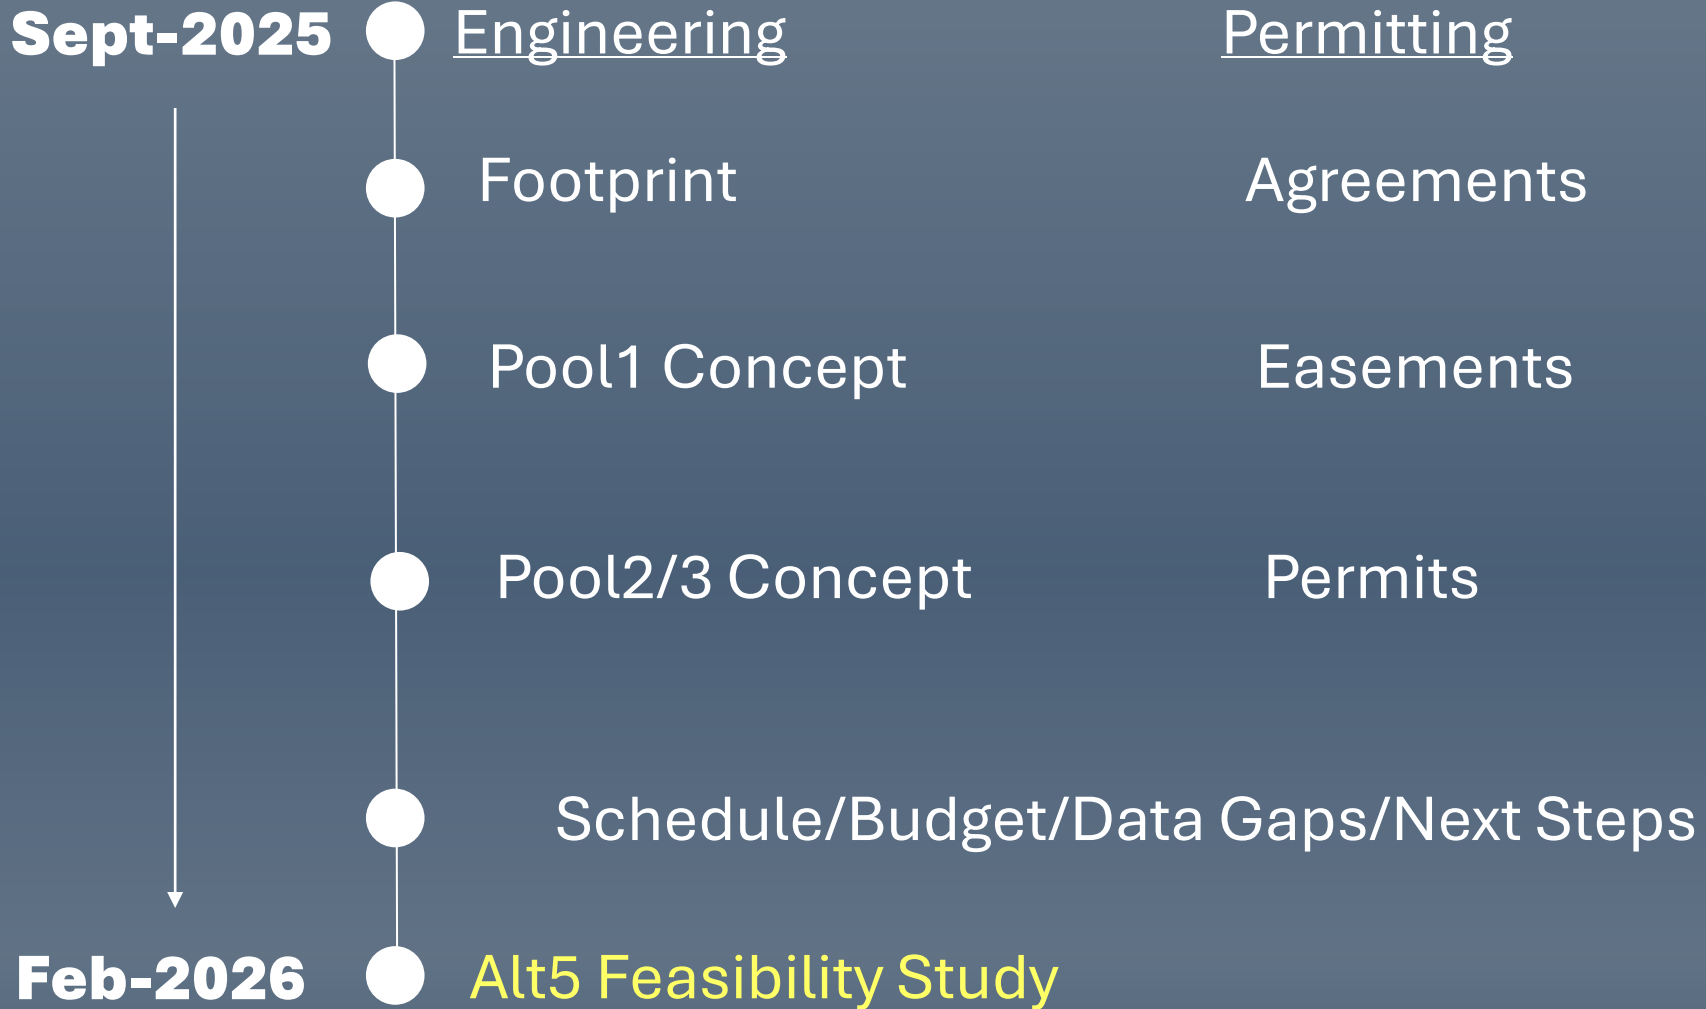 Sept-2025 Engineering Permitting
Footprint Agreements
Pool1 Concept Easements
Pool2/3 Concept Permits
Schedule/Budget/Data Gaps/Next Steps
Feb-2026 Alt5 Feasibility Study